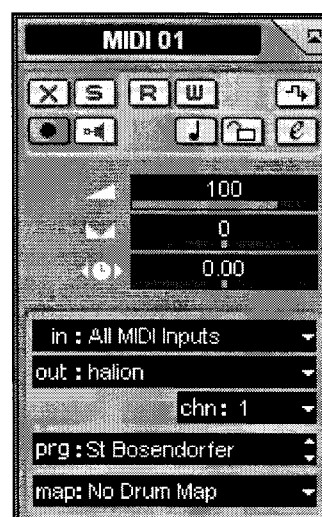 MIDI 01
X S R W
e
100
0
0.00
in : All MIDI Inputs
out : halion
chn: 1
prg : St Bosendorfer
map: No Drum Map